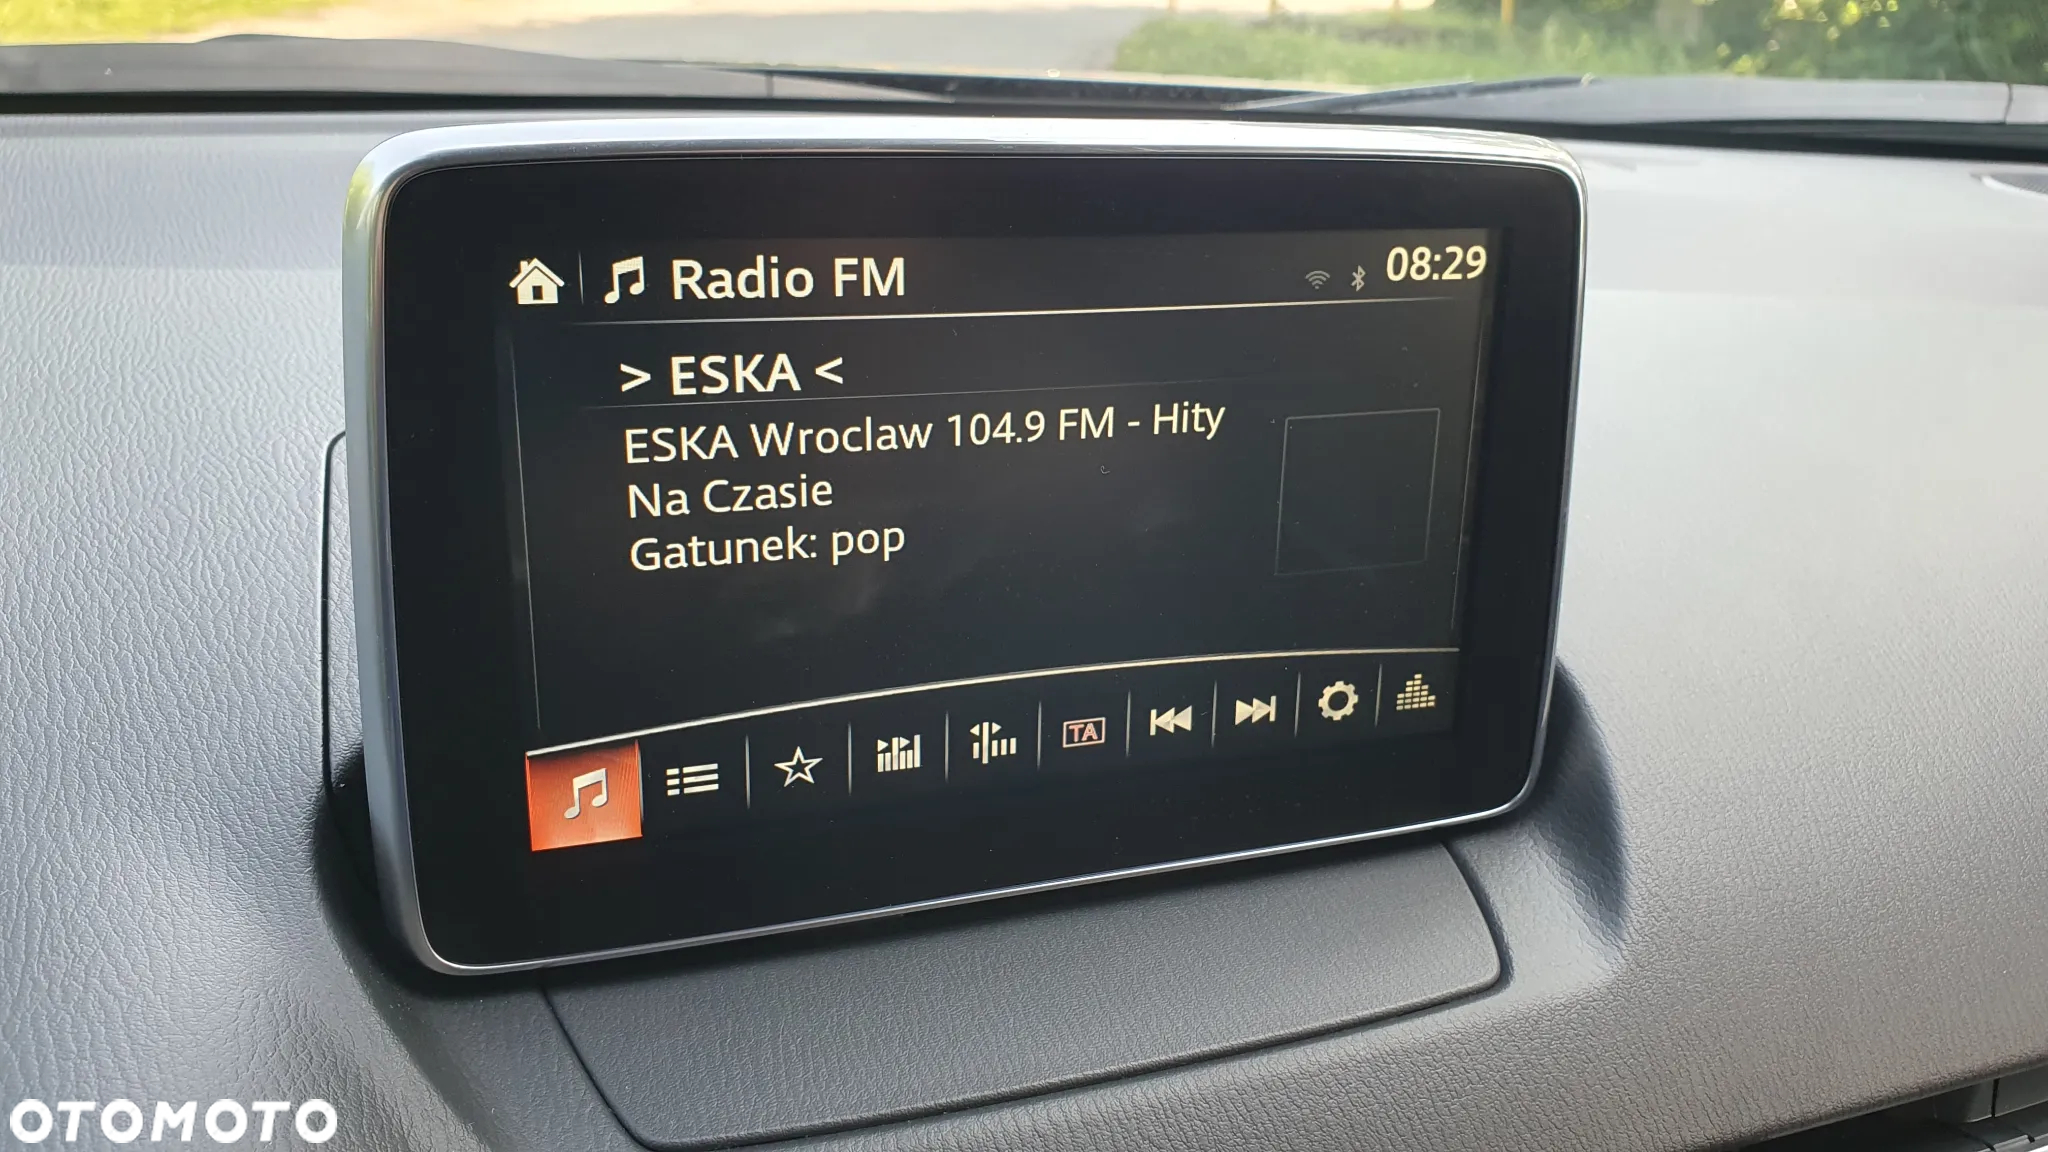 Radio FM
08:29
> ESKA <
ESKA Wroclaw 104.9 FM - Hity
Na Czasie
Gatunek: pop
TA
OTOMOTO